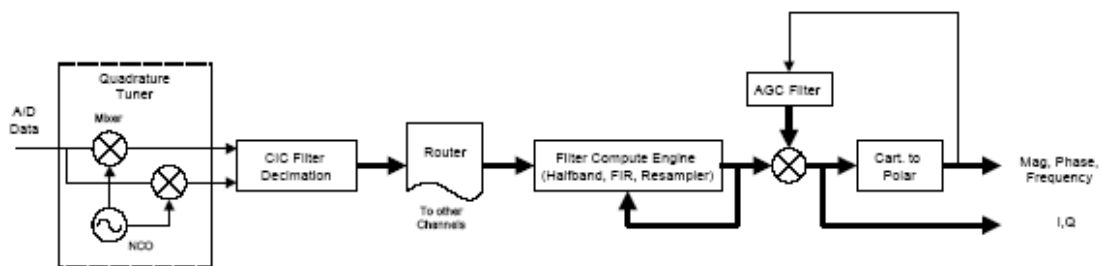 Quadrature
Tuner
A/D
Data
Mixer
NCO
CIC Filter
Decimation
Router
To other
Channels
Filter Compute Engine
(Halfband, FIR, Resampler)
AGC Filter
Cart. to
Polar
Mag, Phase,
Frequency
I,Q